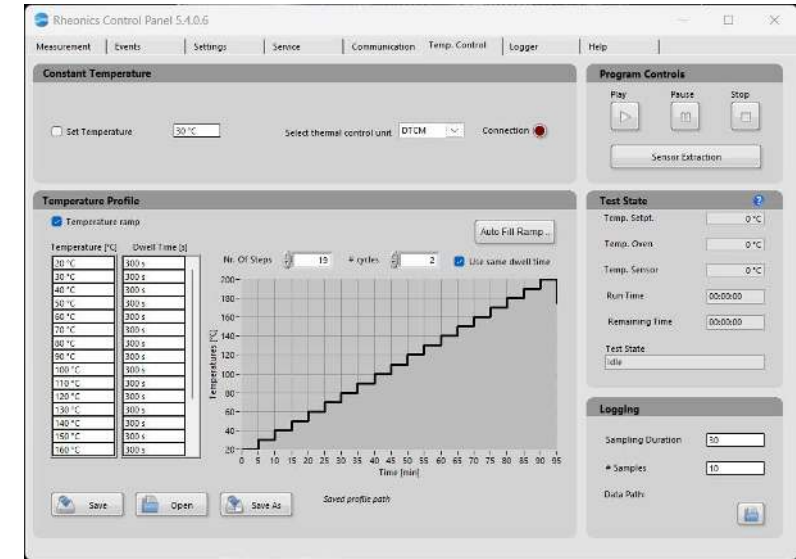 Rheonics Control Panel 5.4.0.6
Measurement Events Settings Service Communication Temp. Control Logger Help
Constant Temperature
Set Temperature 30 °C Select thermal control unit DTCM Connection
Program Controls
Play Pause Stop
Sensor Extraction
Temperature Profile
Temperature ramp
Auto Fill Ramp...
Temperature [°C] Dwell Time [s]
Nr. Of Steps 19 # cycles 2 Use same dwell time
20 °C 300 s
30 °C 300 s
40 °C 300 s
50 °C 300 s
60 °C 300 s
70 °C 300 s
80 °C 300 s
90 °C 300 s
100 °C 300 s
110 °C 300 s
120 °C 300 s
130 °C 300 s
140 °C 300 s
150 °C 300 s
160 °C 300 s
Temperatures [°C]
200
180
160
140
120
100
80
60
40
20
0 5 10 15 20 25 30 35 40 45 50 55 60 65 70 75 80 85 90 95
Time [min]
Save Open Save As Saved profile path
Test State ?
Temp. Setpt. 0 °C
Temp. Oven 0 °C
Temp. Sensor 0 °C
Run Time 00:00:00
Remaining Time 00:00:00
Test State
Idle
Logging
Sampling Duration 30
# Samples 10
Data Path: